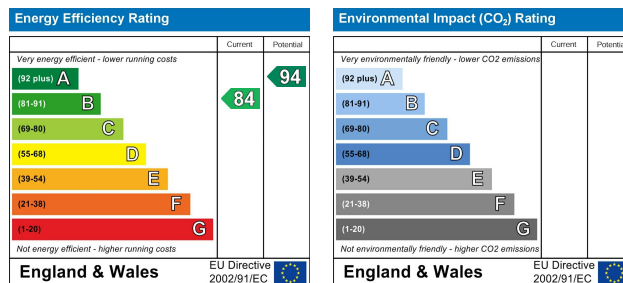 Energy Efficiency Rating
Current Potential
Very energy efficient - lower running costs
(92 plus) A
94
(81-91) B
84
(69-80) C
(55-68) D
(39-54) E
(21-38) F
(1-20) G
Not energy efficient - higher running costs
England & Wales
EU Directive
2002/91/EC
Environmental Impact (CO₂) Rating
Current Potential
Very environmentally friendly - lower CO2 emissions
(92 plus) A
(81-91) B
(69-80) C
(55-68) D
(39-54) E
(21-38) F
(1-20) G
Not environmentally friendly - higher CO2 emissions
England & Wales
EU Directive
2002/91/EC